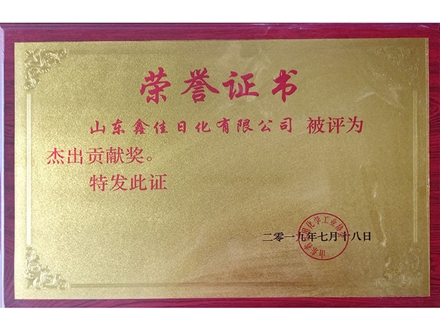 荣誉证书
山东鑫佳日化有限公司 被评为
杰出贡献奖。
特发此证
二零一九年七月十八日